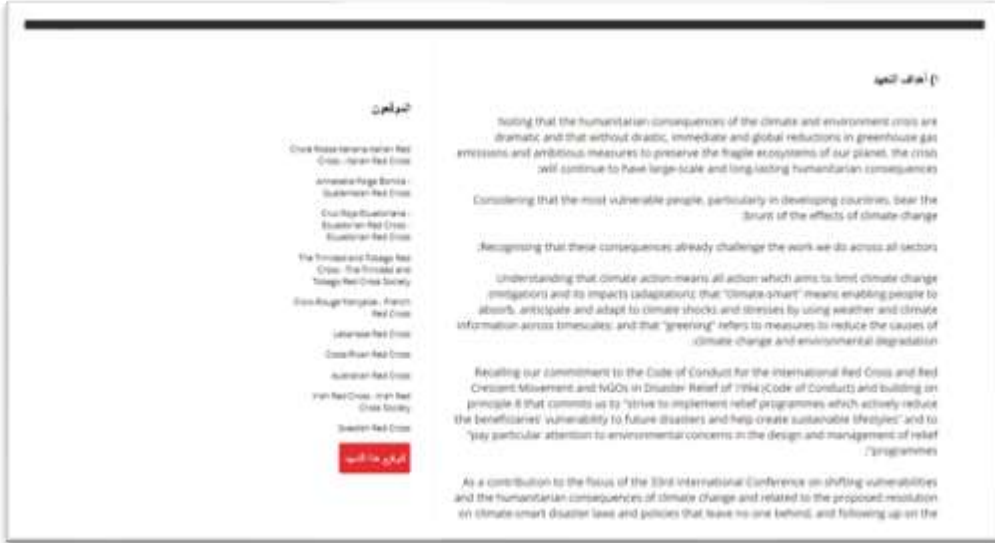 أهداف التعهد
Noting that the humanitarian consequences of the climate and environment crisis are
dramatic and that without drastic, immediate and global reductions in greenhouse gas
emissions and ambitious measures to preserve the fragile ecosystems of our planet, the crisis
;will continue to have large-scale and long-lasting humanitarian consequences
Considering that the most vulnerable people, particularly in developing countries, bear the
;brunt of the effects of climate change
;Recognising that these consequences already challenge the work we do across all sectors
Understanding that climate action means all action which aims to limit climate change
(mitigation) and its impacts (adaptation); that "climate-smart" means enabling people to
absorb, anticipate and adapt to climate shocks and stresses by using weather and climate
information across timescales; and that "greening" refers to measures to reduce the causes of
;climate change and environmental degradation
Recalling our commitment to the Code of Conduct for the International Red Cross and Red
Crescent Movement and NGOs in Disaster Relief of 1994 (Code of Conduct) and building on
principle 8 that commits us to "strive to implement relief programmes which actively reduce
the beneficiaries' vulnerability to future disasters and help create sustainable lifestyles" and to
"pay particular attention to environmental concerns in the design and management of relief
;"programmes
As a contribution to the focus of the 33rd International Conference on shifting vulnerabilities
and the humanitarian consequences of climate change and related to the proposed resolution
on climate-smart disaster laws and policies that leave no one behind, and following up on the
الموقعون
Croce Rossa Italiana-Italian Red
Cross - Italian Red Cross
Guatemalan Red Cross
Cruz Roja Ecuatoriana -
Ecuadorian Red Cross -
Ecuadorian Red Cross
The Trinidad and Tobago Red
Cross - The Trinidad and
Tobago Red Cross Society
Croix-Rouge française - French
Red Cross
Lebanese Red Cross
Costa Rican Red Cross
Australian Red Cross
Irish Red Cross - Irish Red
Cross Society
Swedish Red Cross